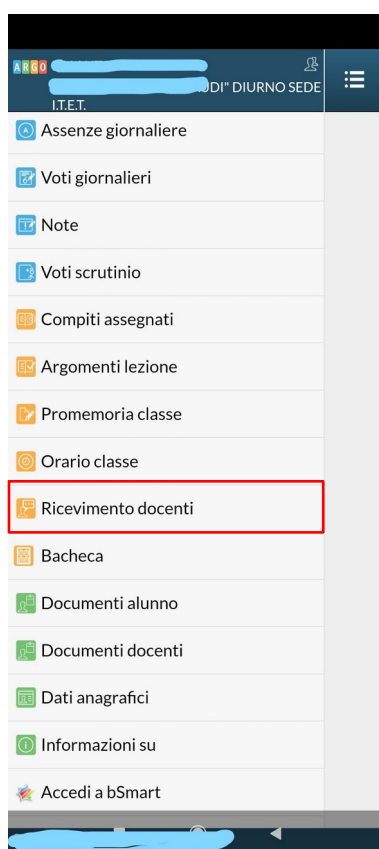 ARGO
UDI" DIURNO SEDE
I.T.E.T.
Assenze giornaliere
Voti giornalieri
Note
Voti scrutinio
Compiti assegnati
Argomenti lezione
Promemoria classe
Orario classe
Ricevimento docenti
Bacheca
Documenti alunno
Documenti docenti
Dati anagrafici
Informazioni su
Accedi a bSmart